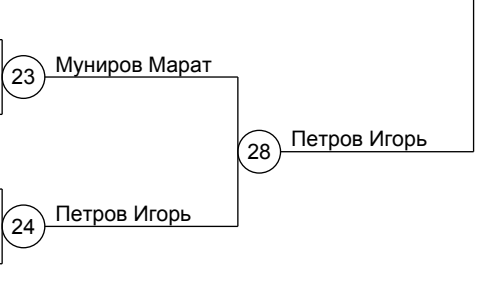 23 Муниров Марат
28 Петров Игорь
24 Петров Игорь